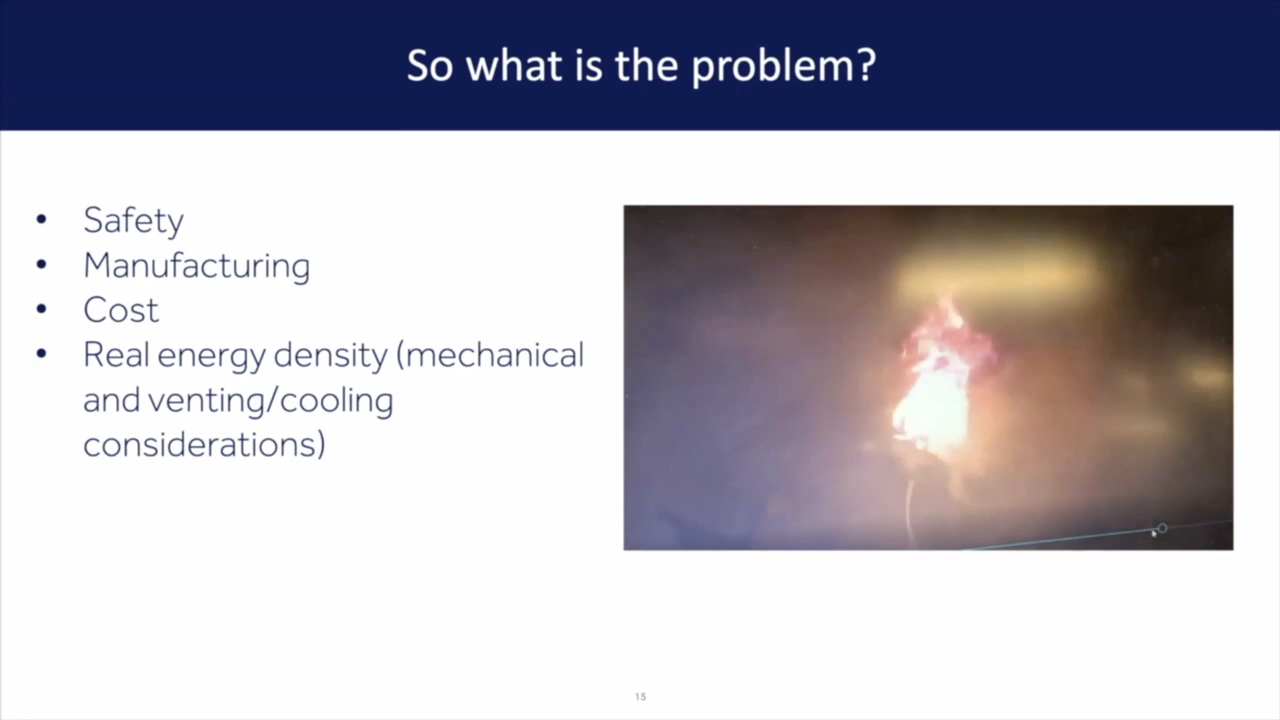 So what is the problem?
• Safety
• Manufacturing
• Cost
• Real energy density (mechanical
and venting/cooling
considerations)
15